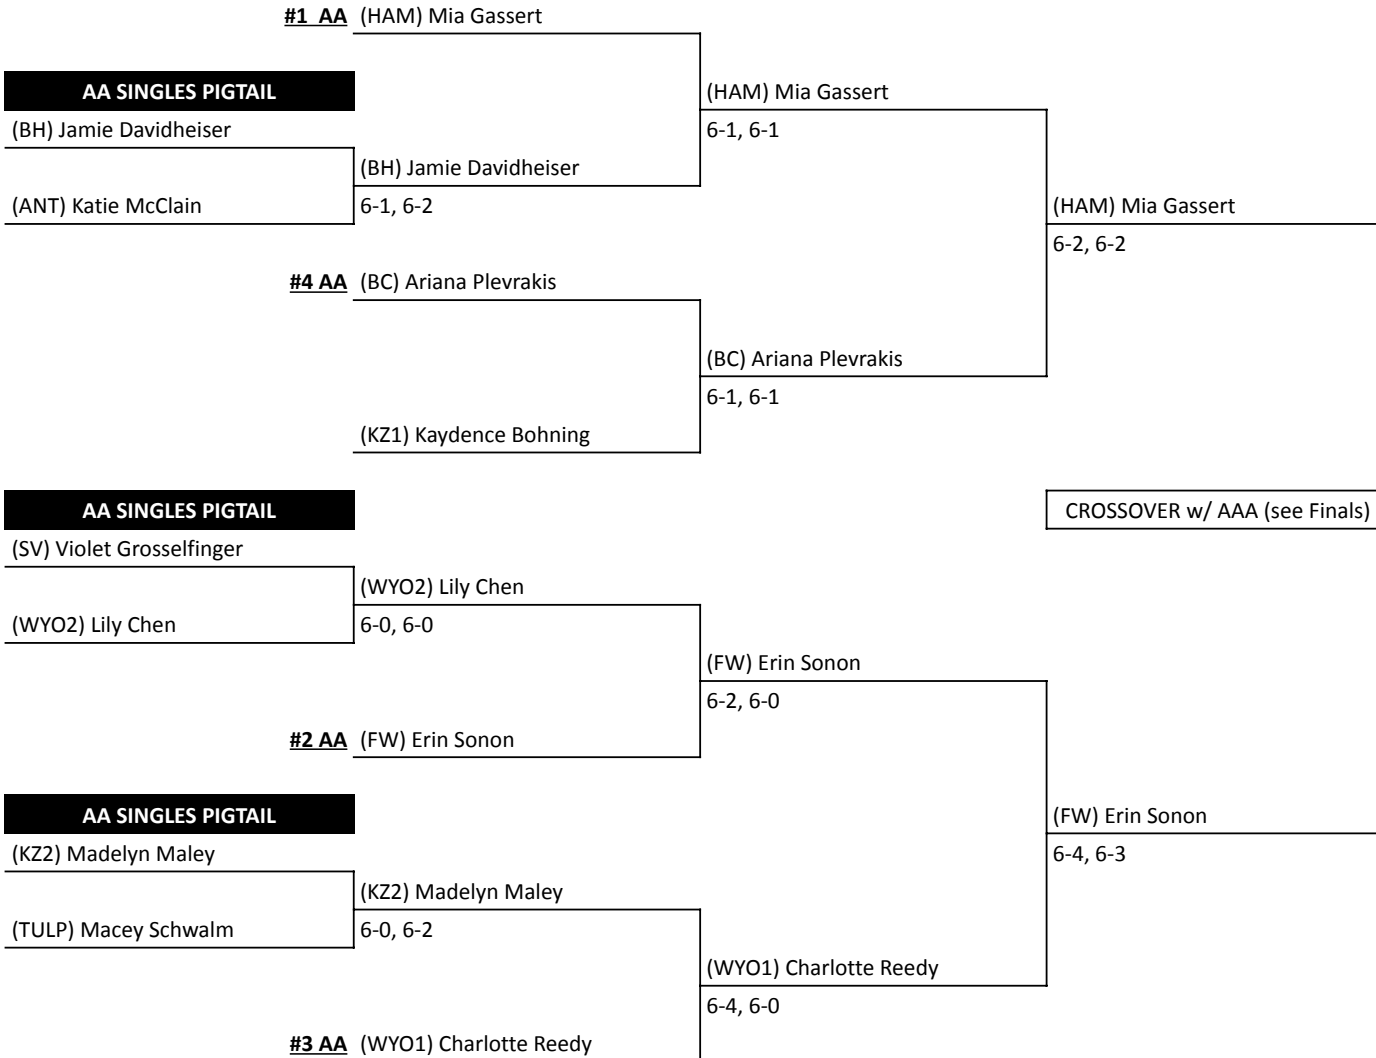 #1 AA (HAM) Mia Gassert
AA SINGLES PIGTAIL
(HAM) Mia Gassert
(BH) Jamie Davidheiser
6-1, 6-1
(BH) Jamie Davidheiser
(ANT) Katie McClain
6-1, 6-2
(HAM) Mia Gassert
6-2, 6-2
#4 AA (BC) Ariana Plevrakis
(BC) Ariana Plevrakis
6-1, 6-1
(KZ1) Kaydence Bohning
AA SINGLES PIGTAIL
CROSSOVER w/ AAA (see Finals)
(SV) Violet Grosselfinger
(WYO2) Lily Chen
(WYO2) Lily Chen
6-0, 6-0
(FW) Erin Sonon
6-2, 6-0
#2 AA (FW) Erin Sonon
AA SINGLES PIGTAIL
(FW) Erin Sonon
(KZ2) Madelyn Maley
6-4, 6-3
(KZ2) Madelyn Maley
(TULP) Macey Schwalm
6-0, 6-2
(WYO1) Charlotte Reedy
6-4, 6-0
#3 AA (WYO1) Charlotte Reedy